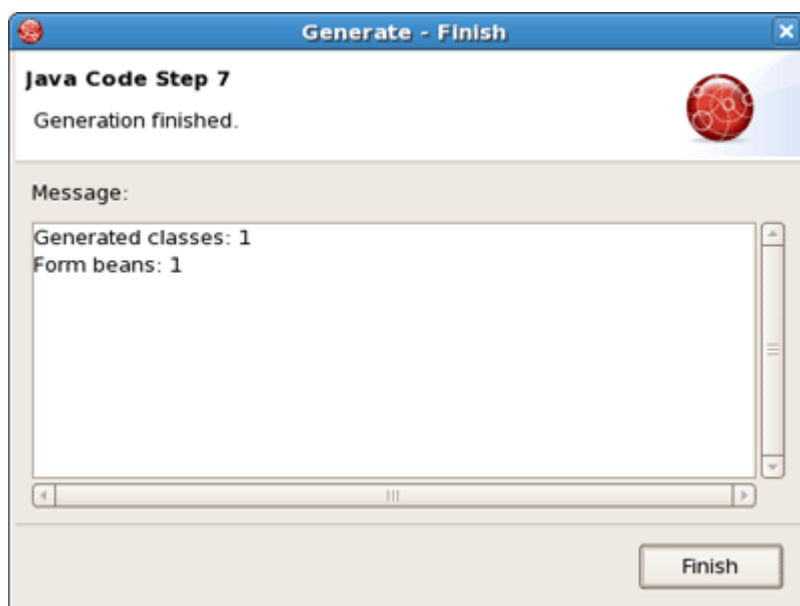 Generate - Finish
Java Code Step 7
Generation finished.
Message:
Generated classes: 1
Form beans: 1
Finish